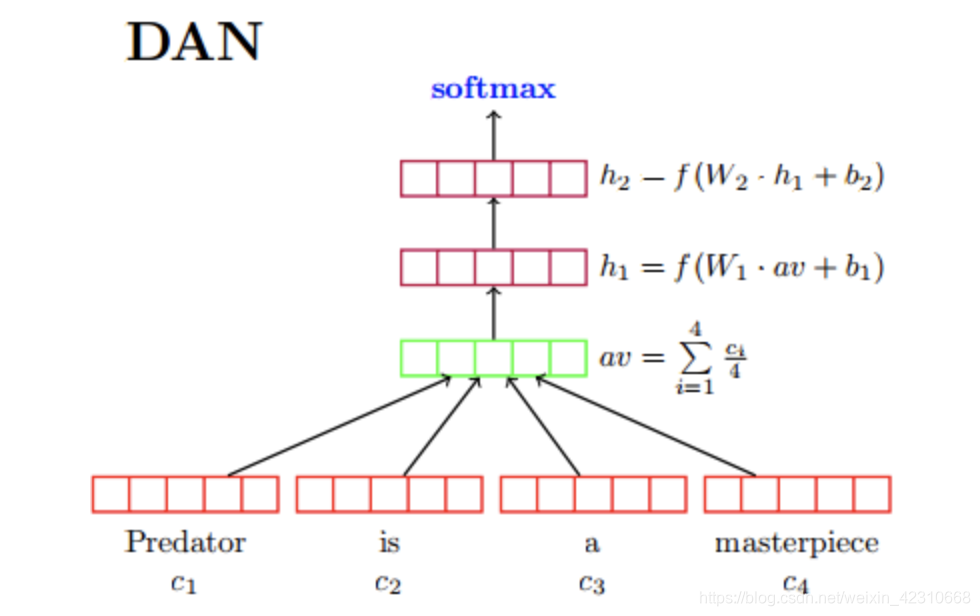 DAN
softmax
h₂ − f(W₂ · h₁ + b₂)
h₁ = f(W₁ · av + b₁)
av = ∑_{i=1}^{4} cᵢ/4
Predator is a masterpiece
c₁ c₂ c₃ c₄
https://blog.csdn.net/weixin_42310668